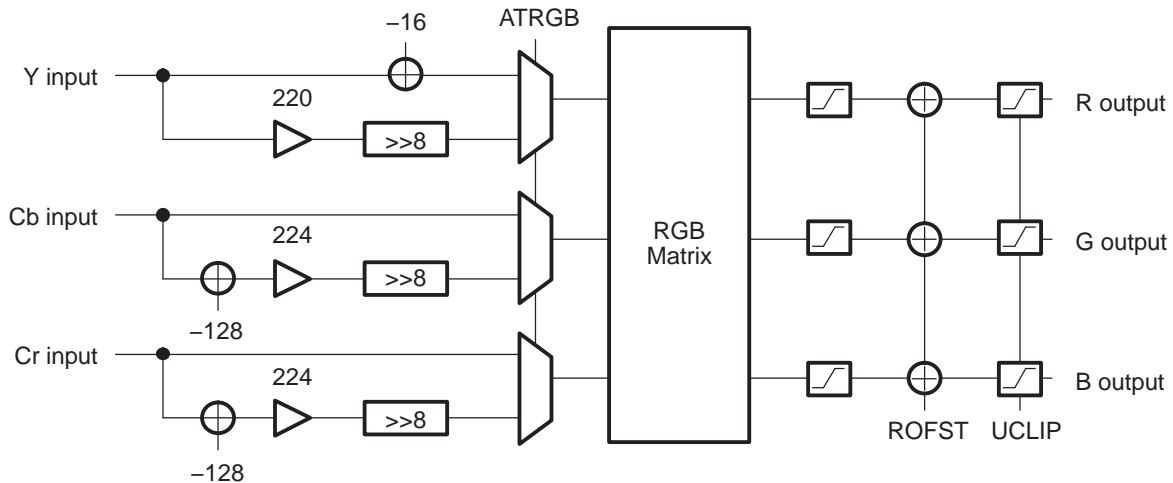 –16
ATRGB
Y input
220
>>8
R output
Cb input
224
>>8
–128
RGB
Matrix
G output
Cr input
224
>>8
–128
B output
ROFST
UCLIP